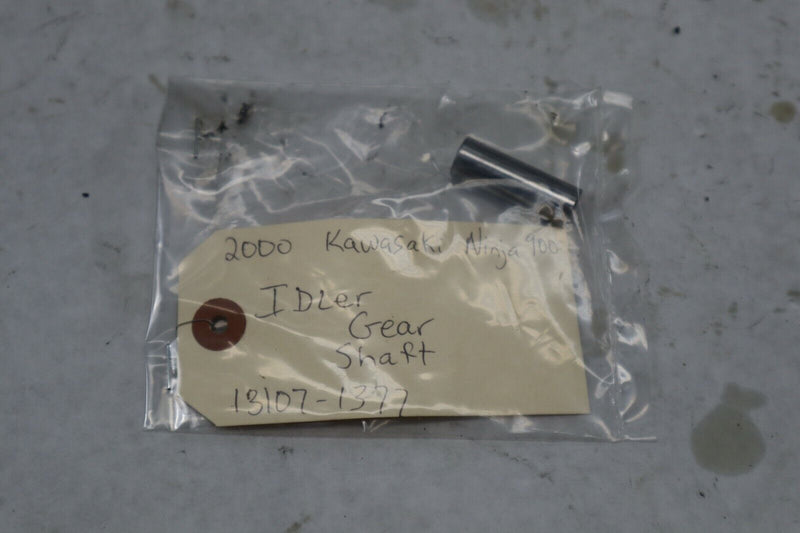 2000 Kawasaki Ninja 900
IDLer
Gear
Shaft
13107-1377